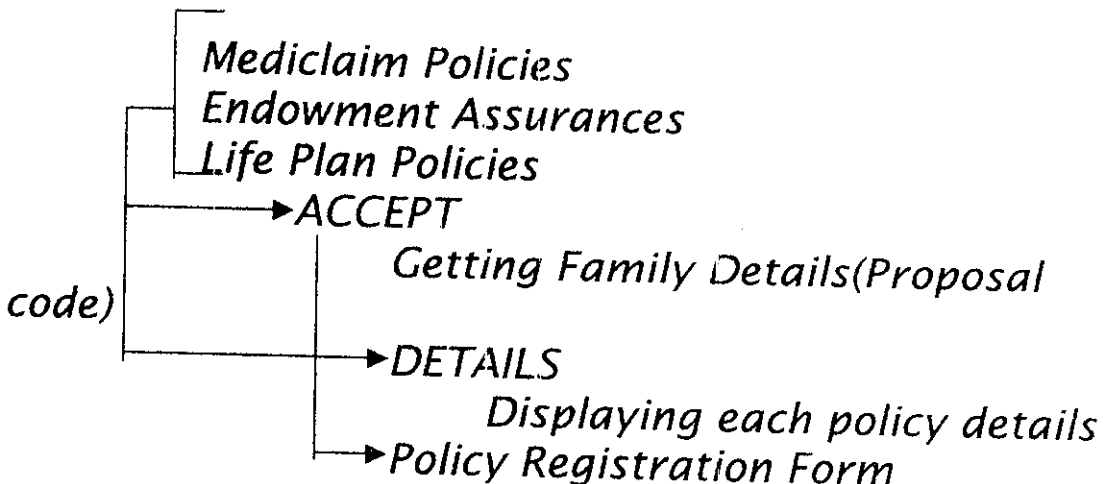 Mediclaim Policies
Endowment Assurances
Life Plan Policies
ACCEPT
Getting Family Details(Proposal
code)
DETAILS
Displaying each policy details
Policy Registration Form